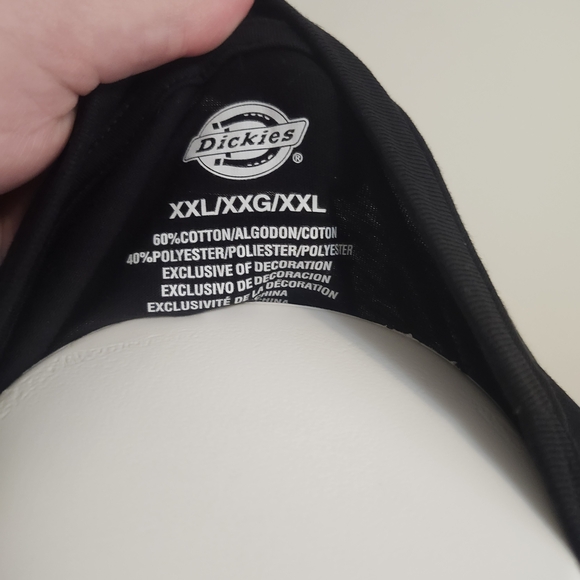 Dickies®
XXL/XXG/XXL
60%COTTON/ALGODON/COTON
40%POLYESTER/POLIESTER/POLYESTER
EXCLUSIVE OF DECORATION
EXCLUSIVO DE DECORACION
EXCLUSIVITÉ DE LA DÉCORATION